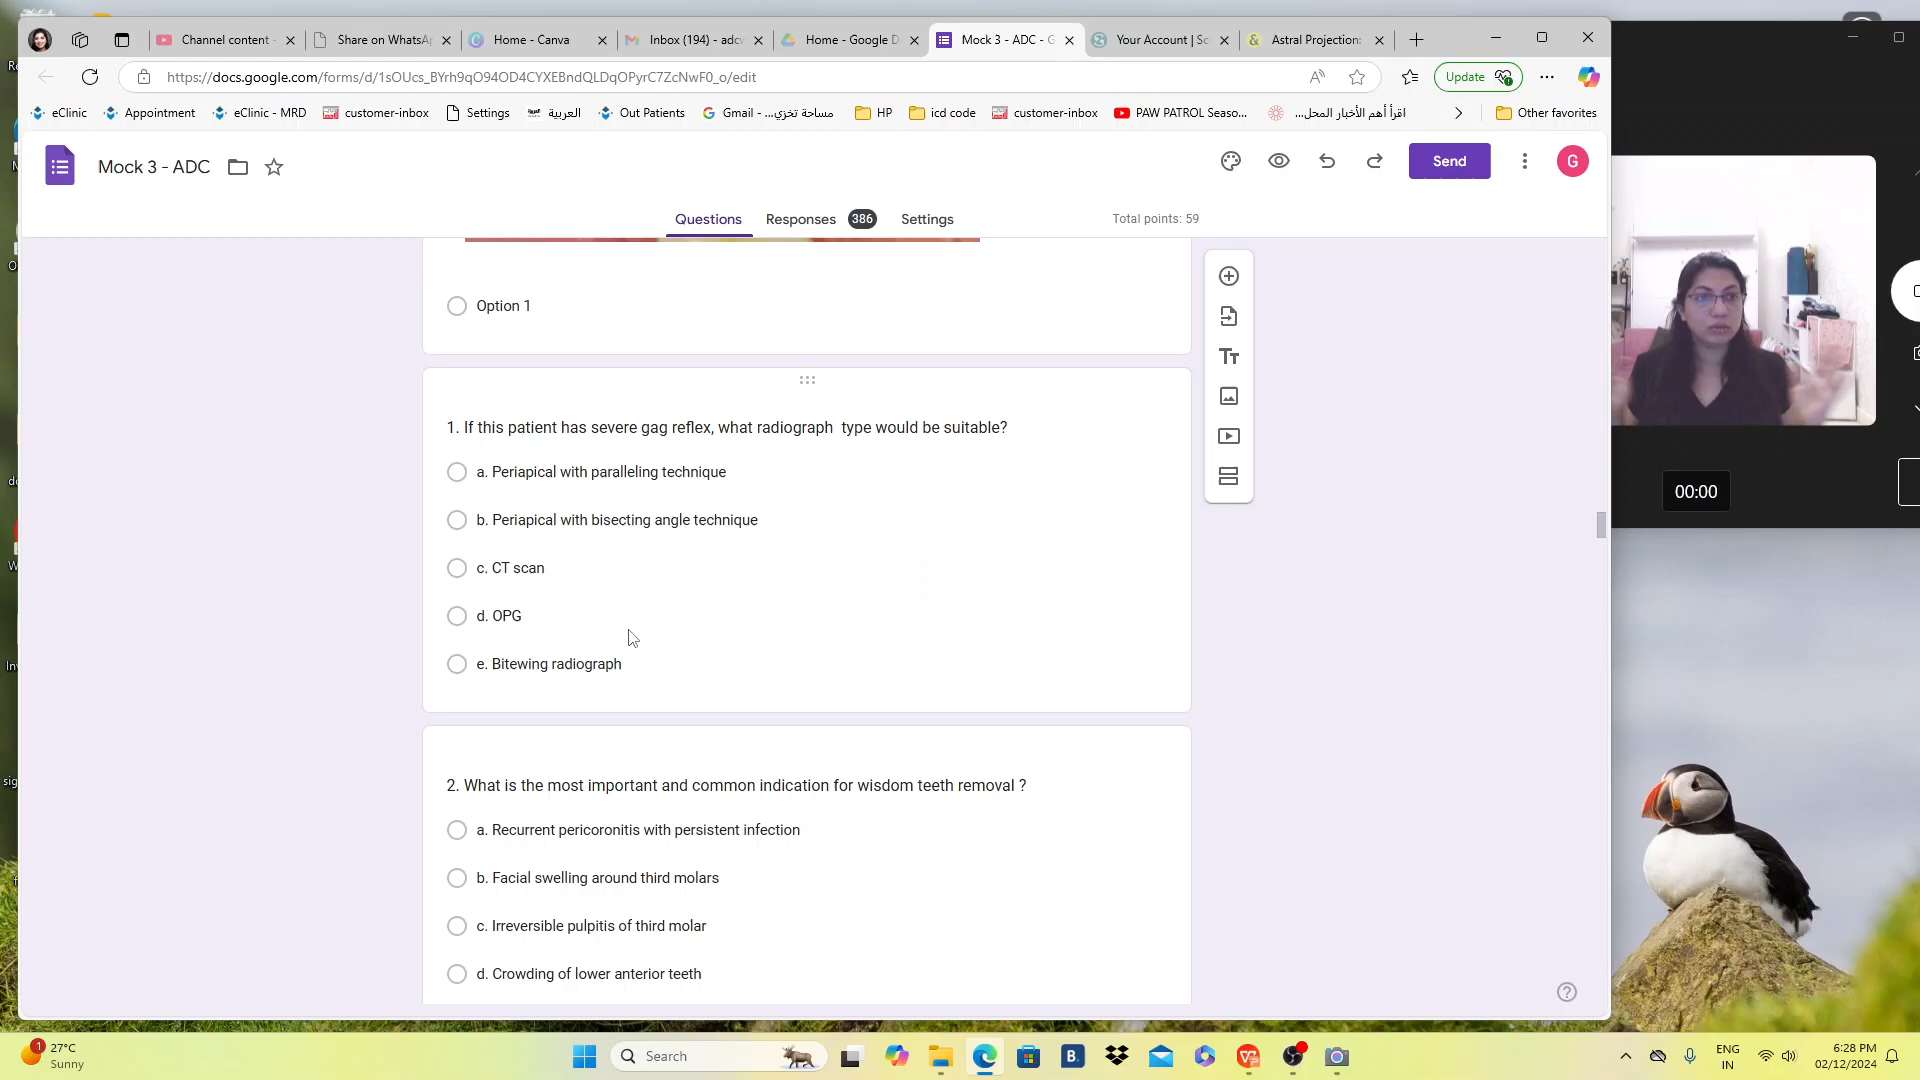 Channel content -
Share on WhatsA
Home - Canva
Inbox (194) - adcv
Home - Google D
Mock 3 - ADC - G
Your Account | Sc
Astral Projection:
https://docs.google.com/forms/d/1sOUcs_BYrh9qO94OD4CYXEBndQLDqOPyrC7ZcNwF0_o/edit
Update
eClinic
Appointment
eClinic - MRD
customer-inbox
Settings
العربية
Out Patients
Gmail - مساحة تخزي...
HP
icd code
customer-inbox
PAW PATROL Seaso...
اقرأ أهم الأخبار المحل...
Other favorites
Mock 3 - ADC
Send
G
Questions
Responses 386
Settings
Total points: 59
Option 1
1. If this patient has severe gag reflex, what radiograph type would be suitable?
a. Periapical with paralleling technique
b. Periapical with bisecting angle technique
c. CT scan
d. OPG
e. Bitewing radiograph
2. What is the most important and common indication for wisdom teeth removal ?
a. Recurrent pericoronitis with persistent infection
b. Facial swelling around third molars
c. Irreversible pulpitis of third molar
d. Crowding of lower anterior teeth
00:00
1
27°C
Sunny
Search
ENG
IN
6:28 PM
02/12/2024